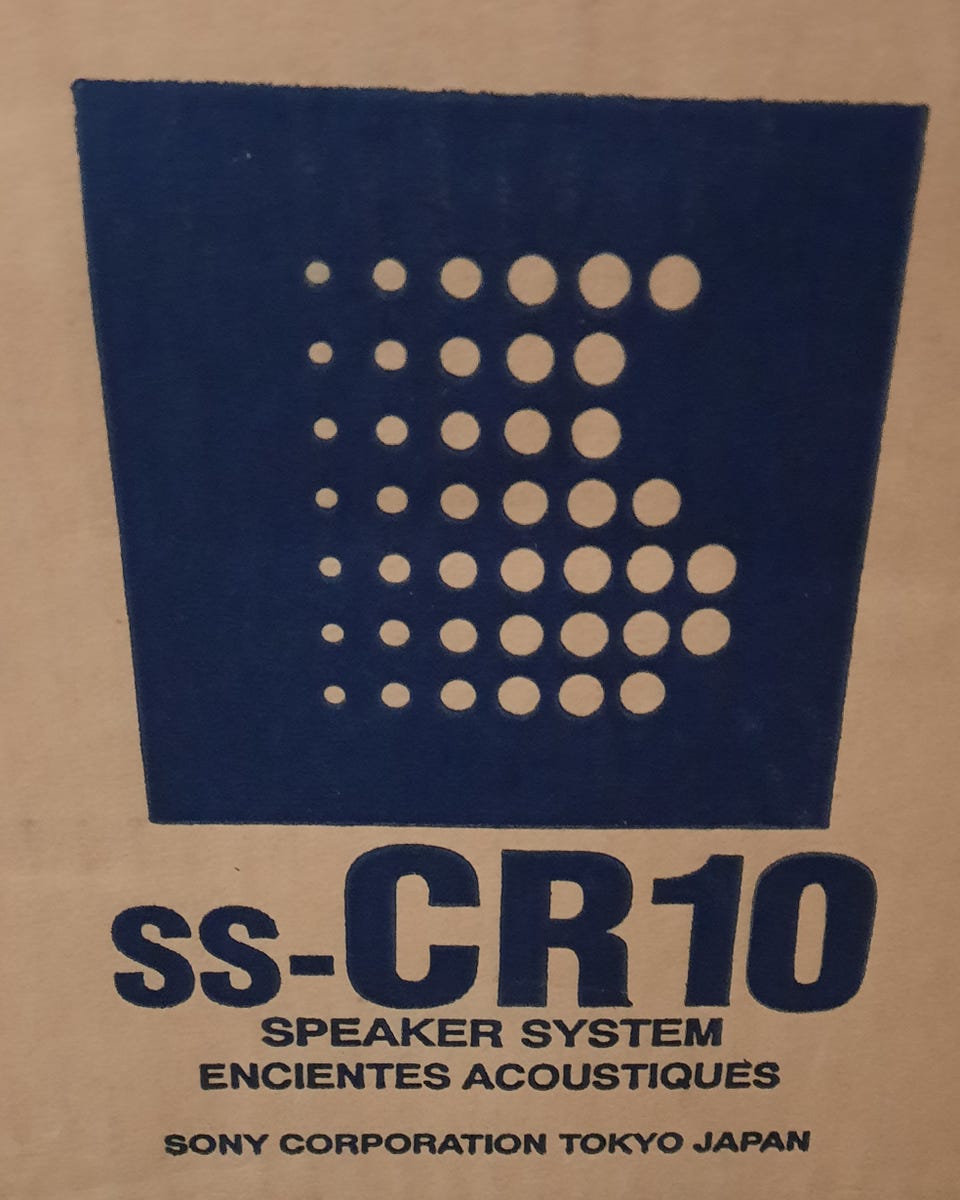 SS-CR10
SPEAKER SYSTEM
ENCIENTES ACOUSTIQUES
SONY CORPORATION TOKYO JAPAN